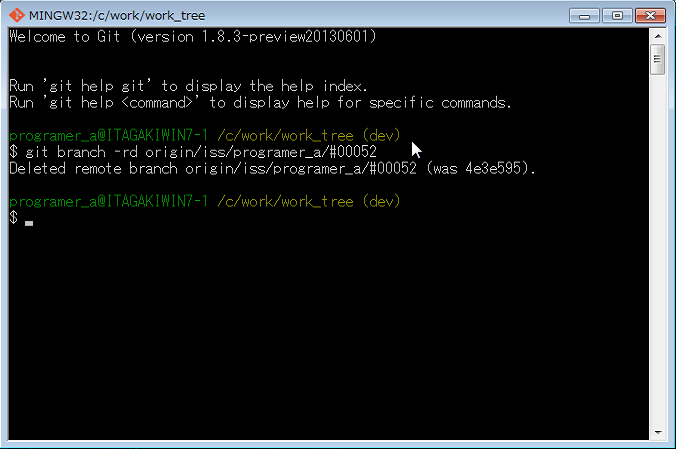 MINGW32:/c/work/work_tree
Welcome to Git (version 1.8.3-preview20130601)
Run 'git help git' to display the help index.
Run 'git help <command>' to display help for specific commands.
programer_a@ITAGAKIWIN7-1 /c/work/work_tree (dev)
$ git branch -rd origin/iss/programer_a/#00052
Deleted remote branch origin/iss/programer_a/#00052 (was 4e3e595).
programer_a@ITAGAKIWIN7-1 /c/work/work_tree (dev)
$